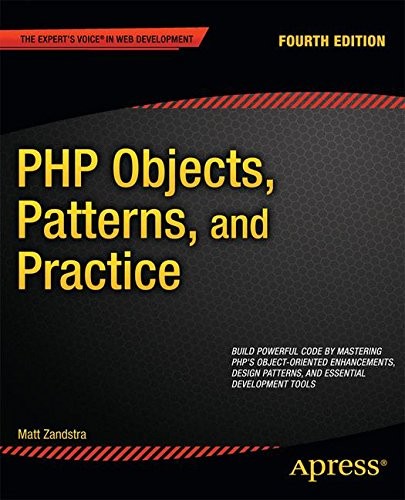 THE EXPERT'S VOICE® IN WEB DEVELOPMENT
FOURTH EDITION
PHP Objects,
Patterns, and
Practice
BUILD POWERFUL CODE BY MASTERING
PHP'S OBJECT-ORIENTED ENHANCEMENTS,
DESIGN PATTERNS, AND ESSENTIAL
DEVELOPMENT TOOLS
Matt Zandstra
Apress®